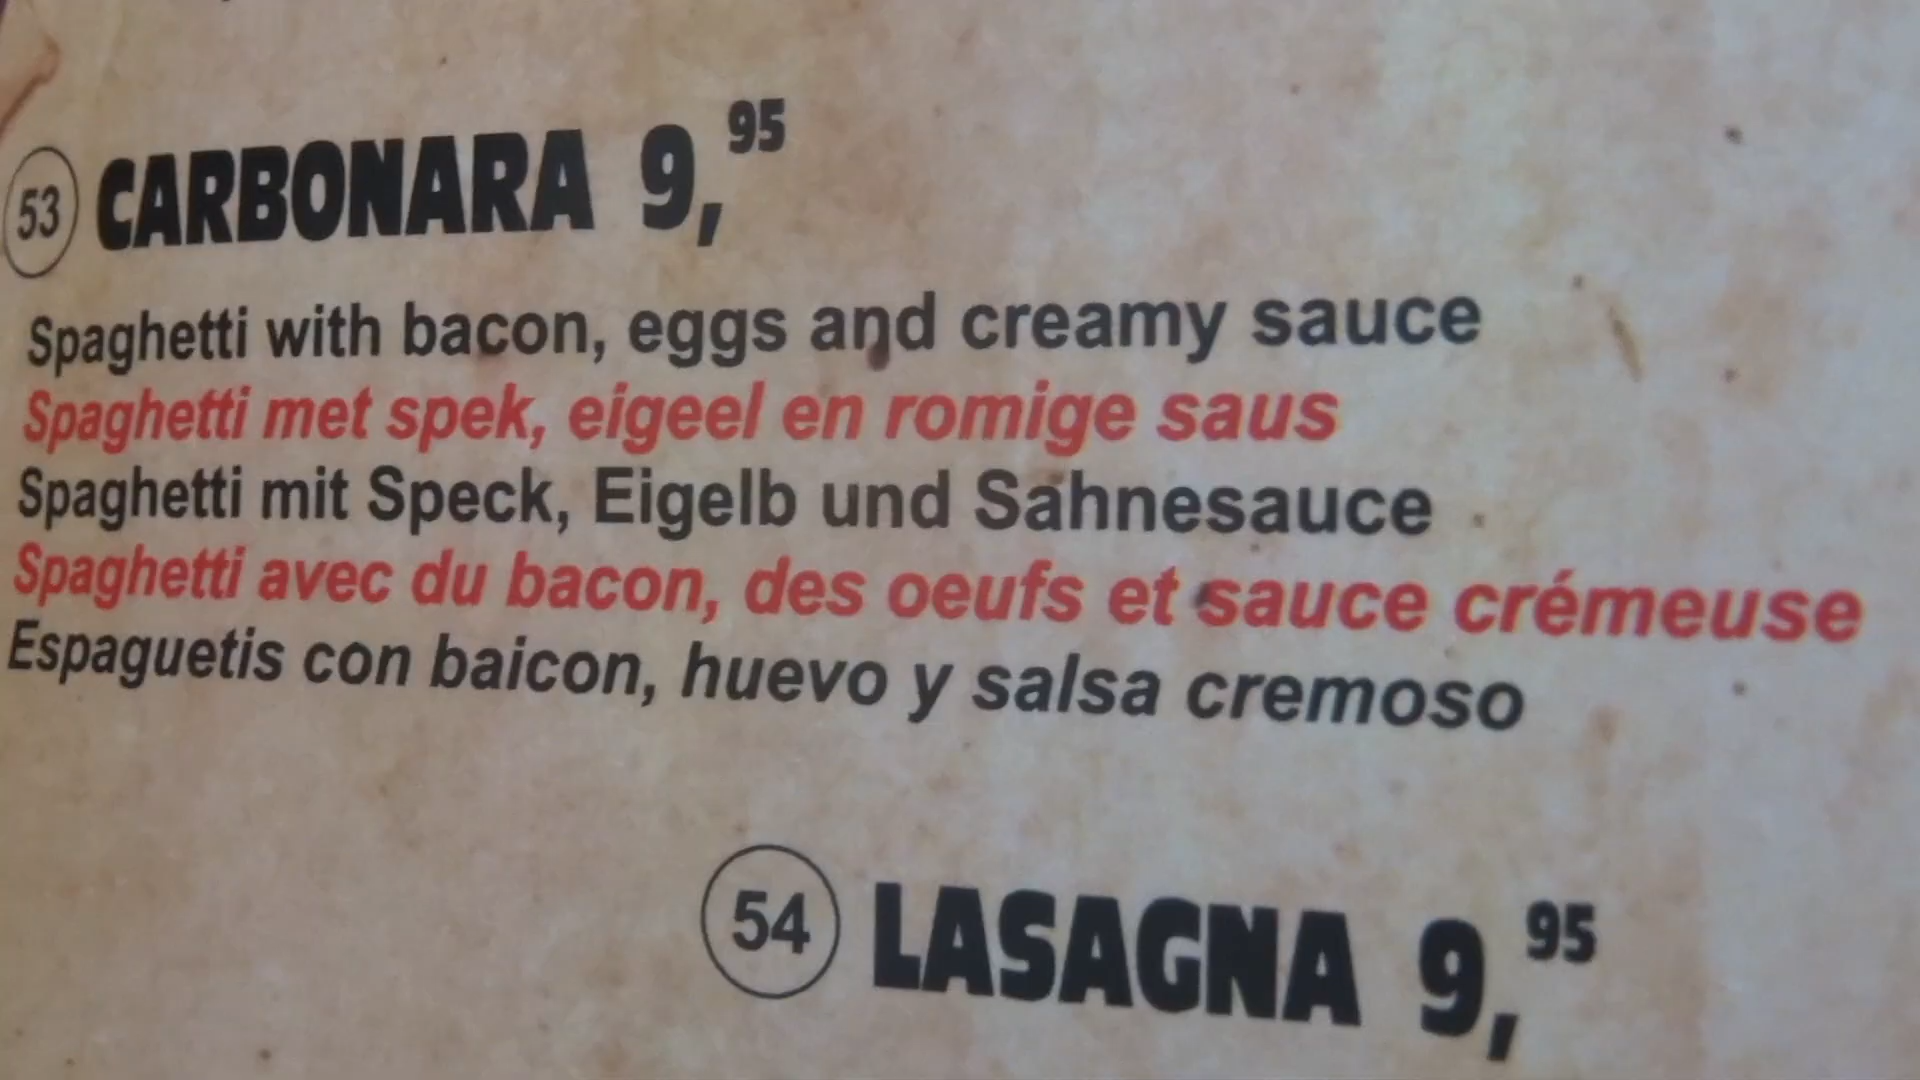 53 CARBONARA 9,95
Spaghetti with bacon, eggs and creamy sauce
Spaghetti met spek, eigeel en romige saus
Spaghetti mit Speck, Eigelb und Sahnesauce
Spaghetti avec du bacon, des oeufs et sauce crémeuse
Espaguetis con baicon, huevo y salsa cremoso
54 LASAGNA 9,95